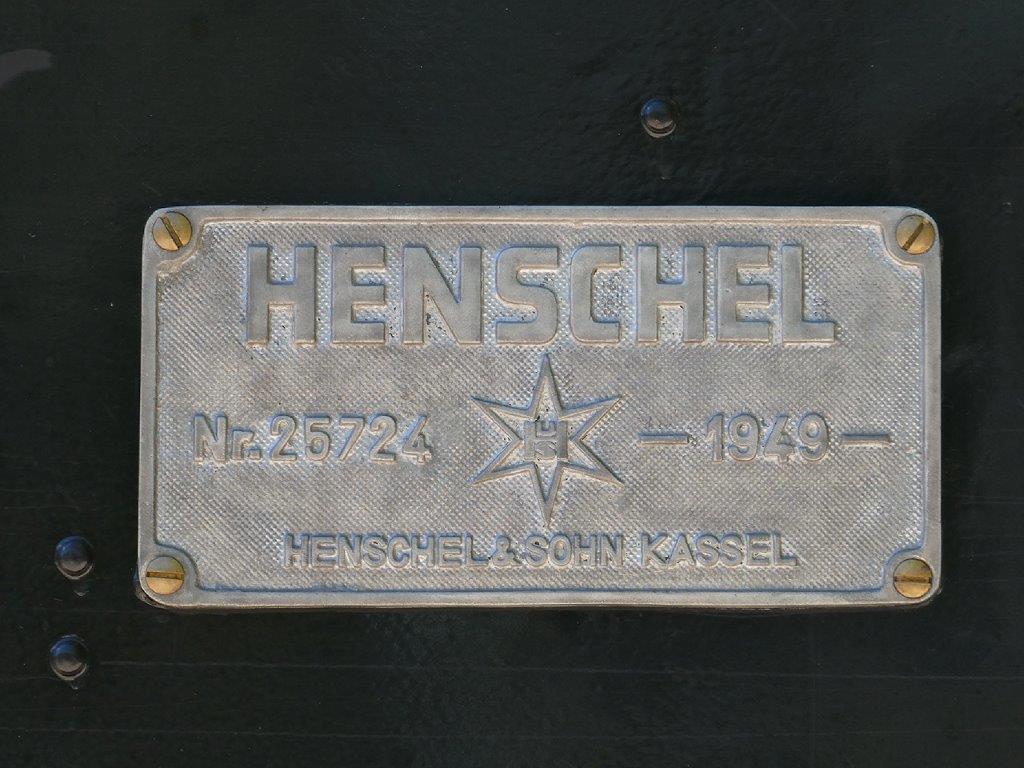 HENSCHEL
Nr. 25724 — 1949 —
HENSCHEL & SOHN KASSEL